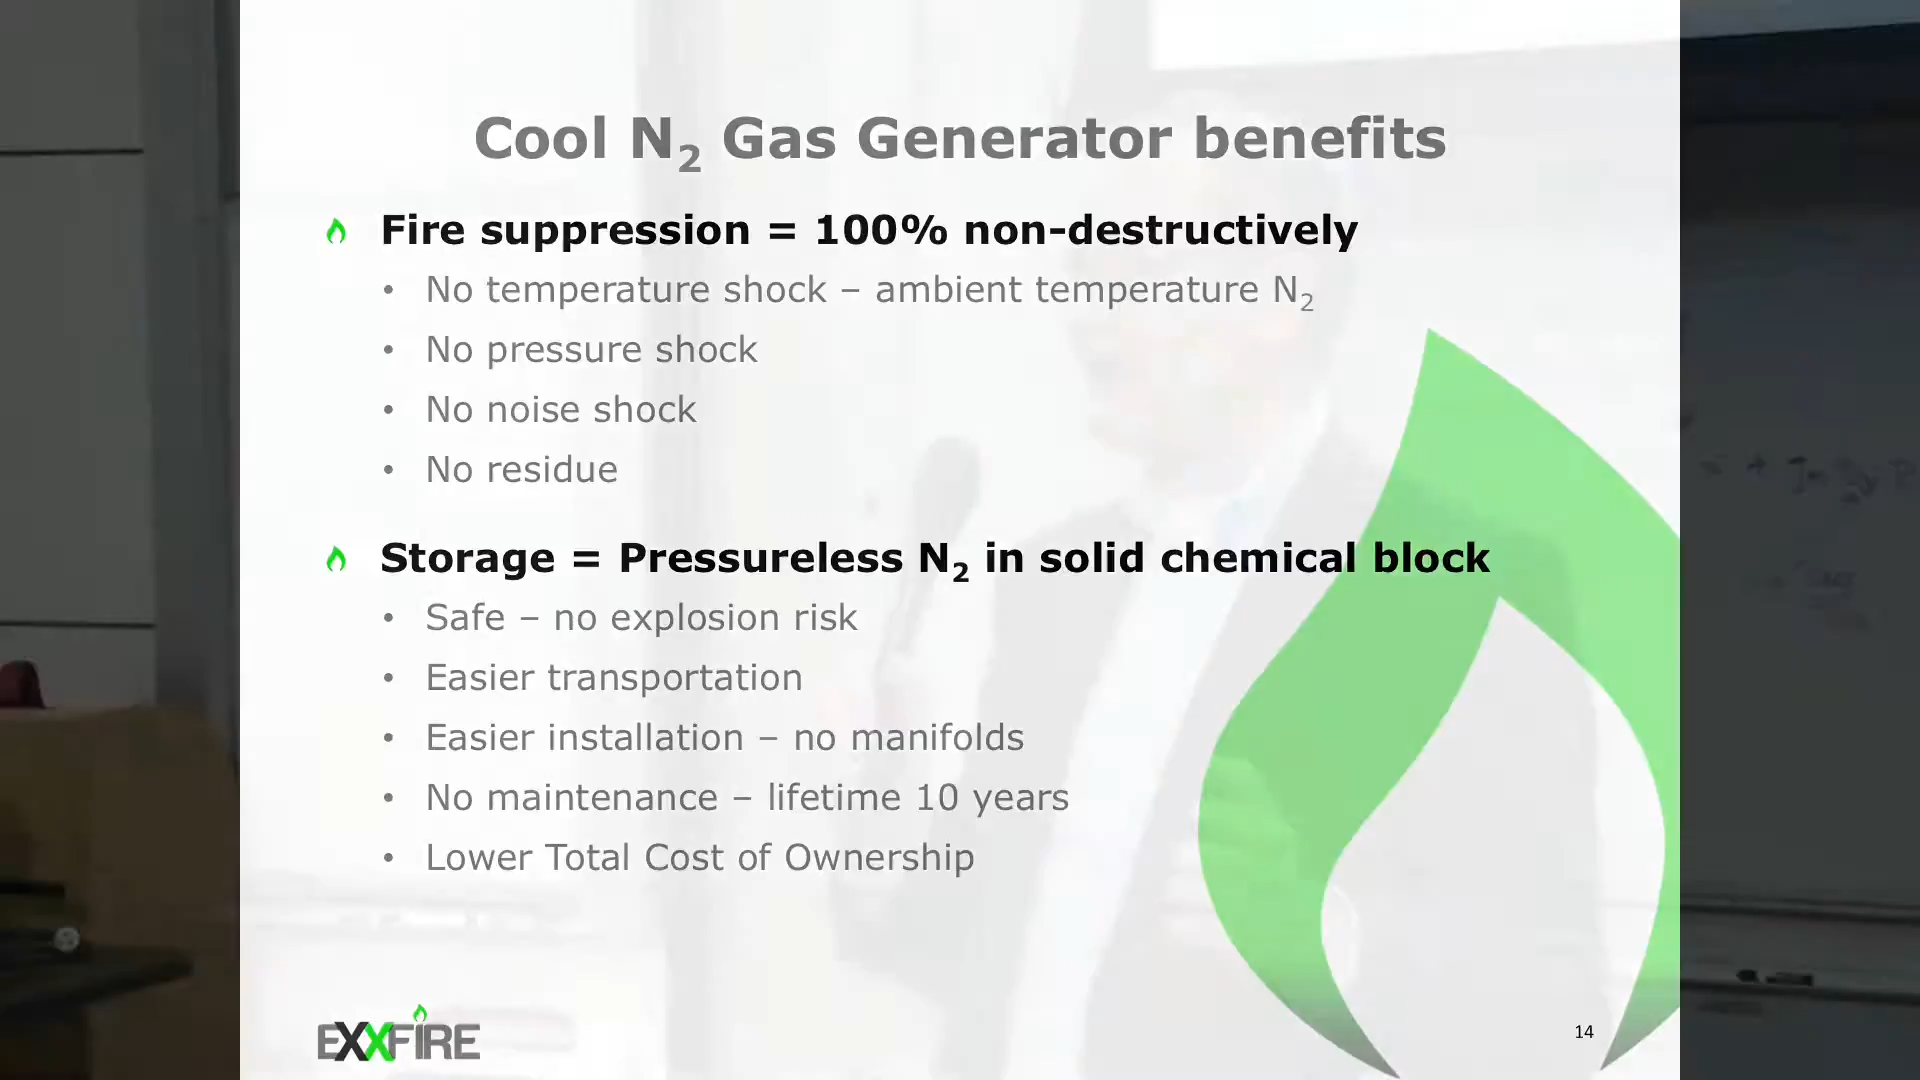 Cool N₂ Gas Generator benefits
Fire suppression = 100% non-destructively
• No temperature shock – ambient temperature N₂
• No pressure shock
• No noise shock
• No residue
Storage = Pressureless N₂ in solid chemical block
• Safe – no explosion risk
• Easier transportation
• Easier installation – no manifolds
• No maintenance – lifetime 10 years
• Lower Total Cost of Ownership
EXXFIRE
14